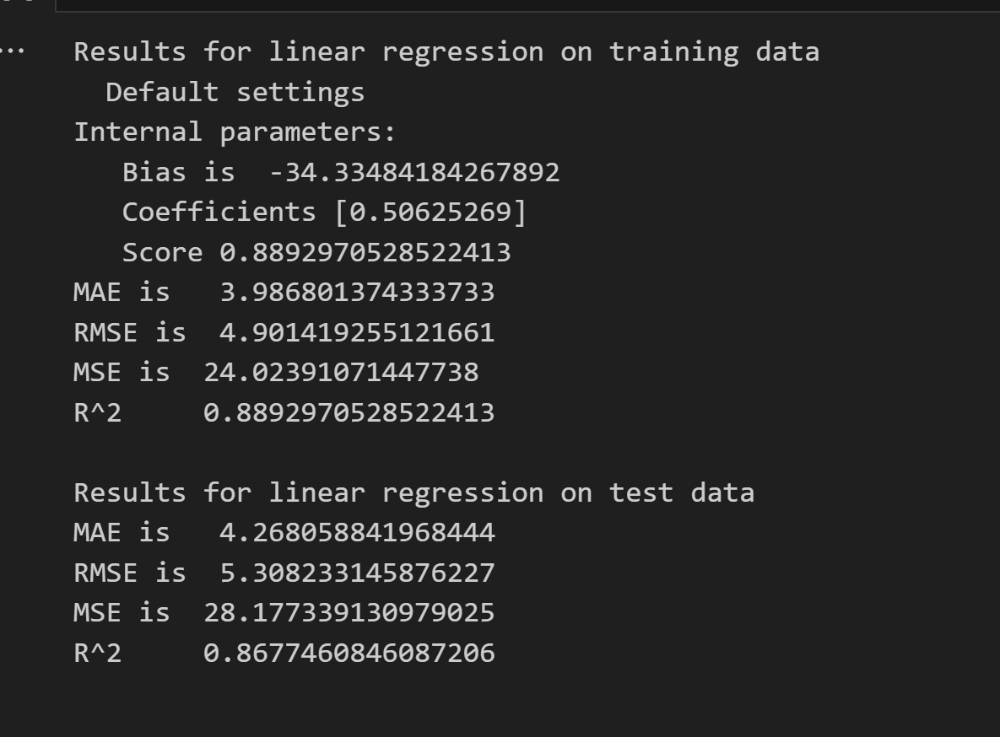 ...
Results for linear regression on training data
  Default settings
Internal parameters:
   Bias is  -34.33484184267892
   Coefficients [0.50625269]
   Score 0.8892970528522413
MAE is   3.986801374333733
RMSE is  4.901419255121661
MSE is  24.02391071447738
R^2     0.8892970528522413

Results for linear regression on test data
MAE is   4.268058841968444
RMSE is  5.308233145876227
MSE is  28.177339130979025
R^2     0.8677460846087206